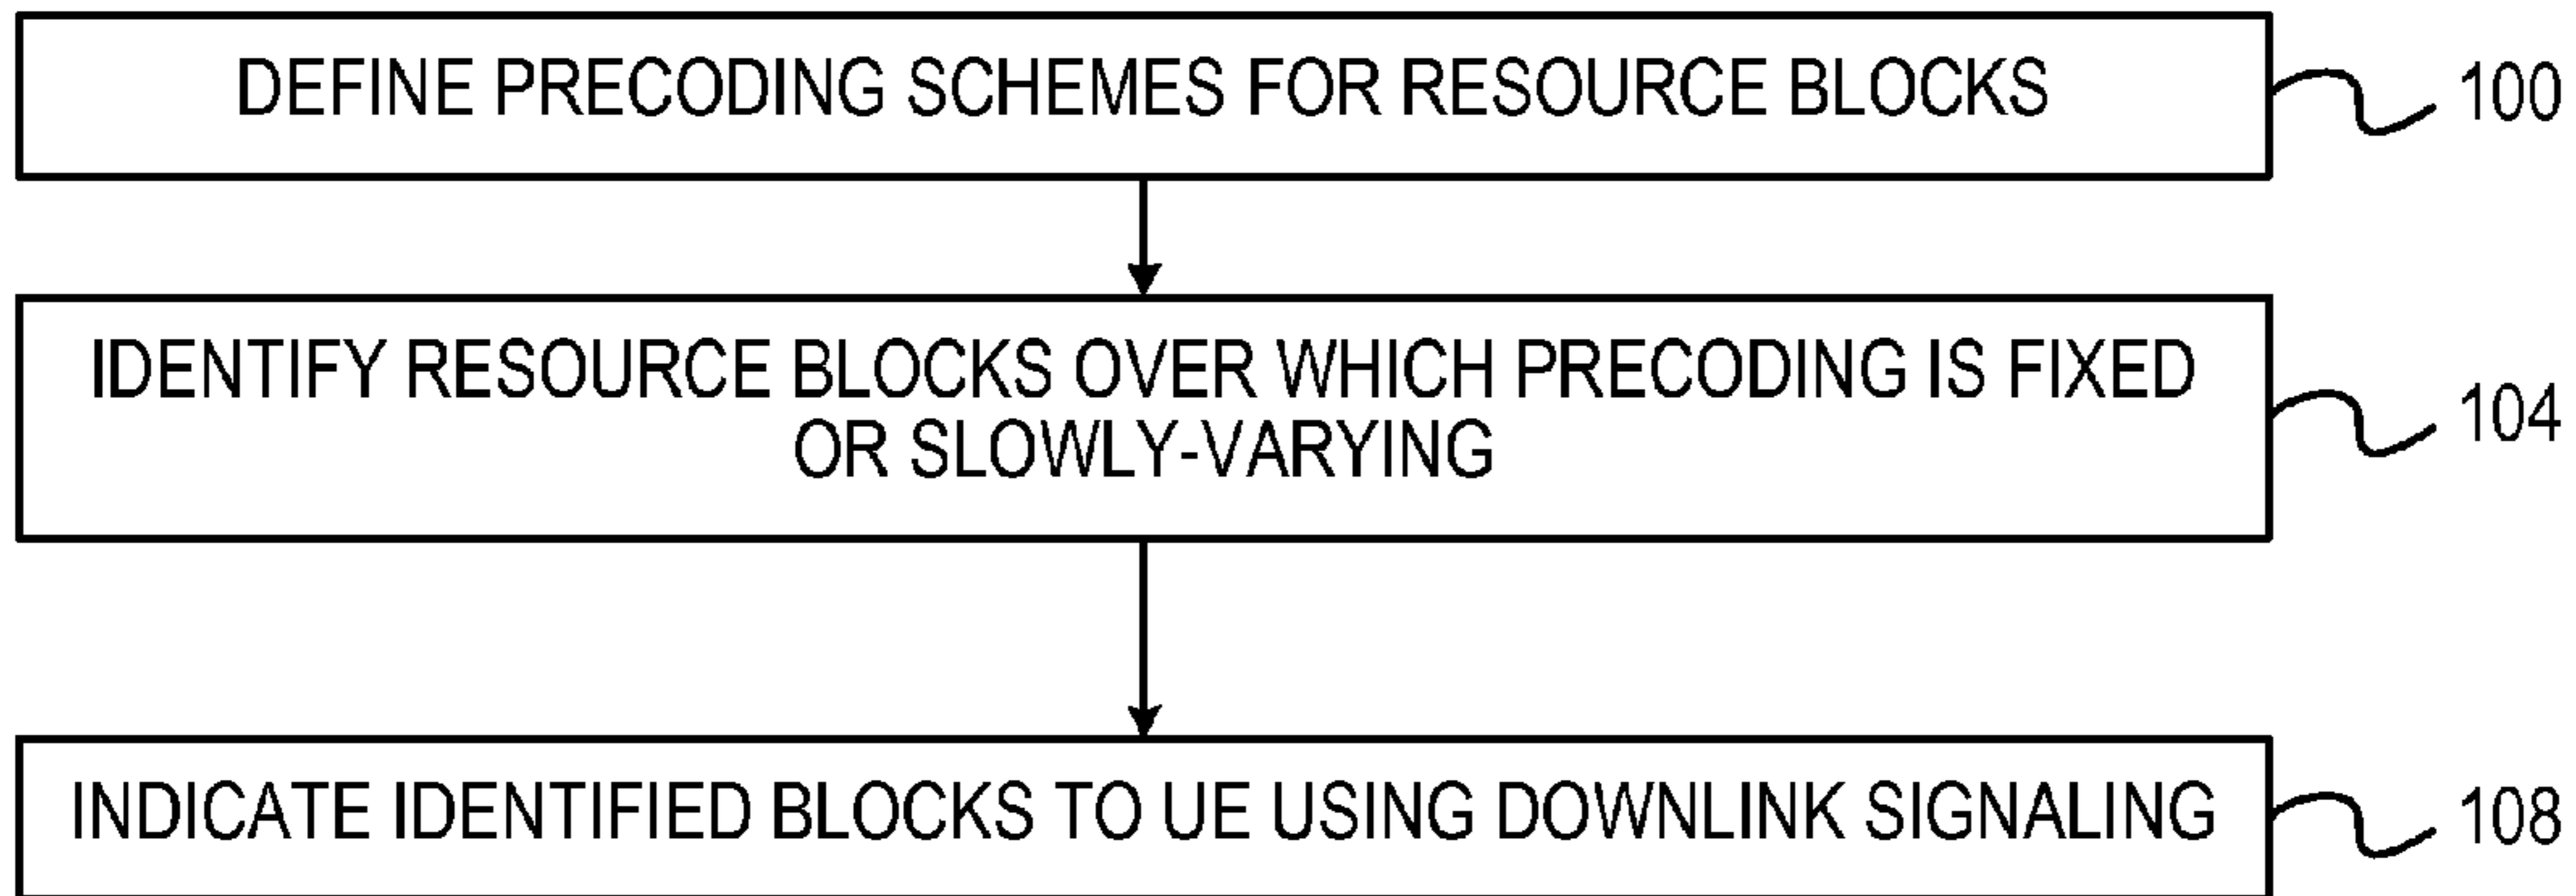 DEFINE PRECODING SCHEMES FOR RESOURCE BLOCKS
100
IDENTIFY RESOURCE BLOCKS OVER WHICH PRECODING IS FIXED
OR SLOWLY-VARYING
104
INDICATE IDENTIFIED BLOCKS TO UE USING DOWNLINK SIGNALING
108